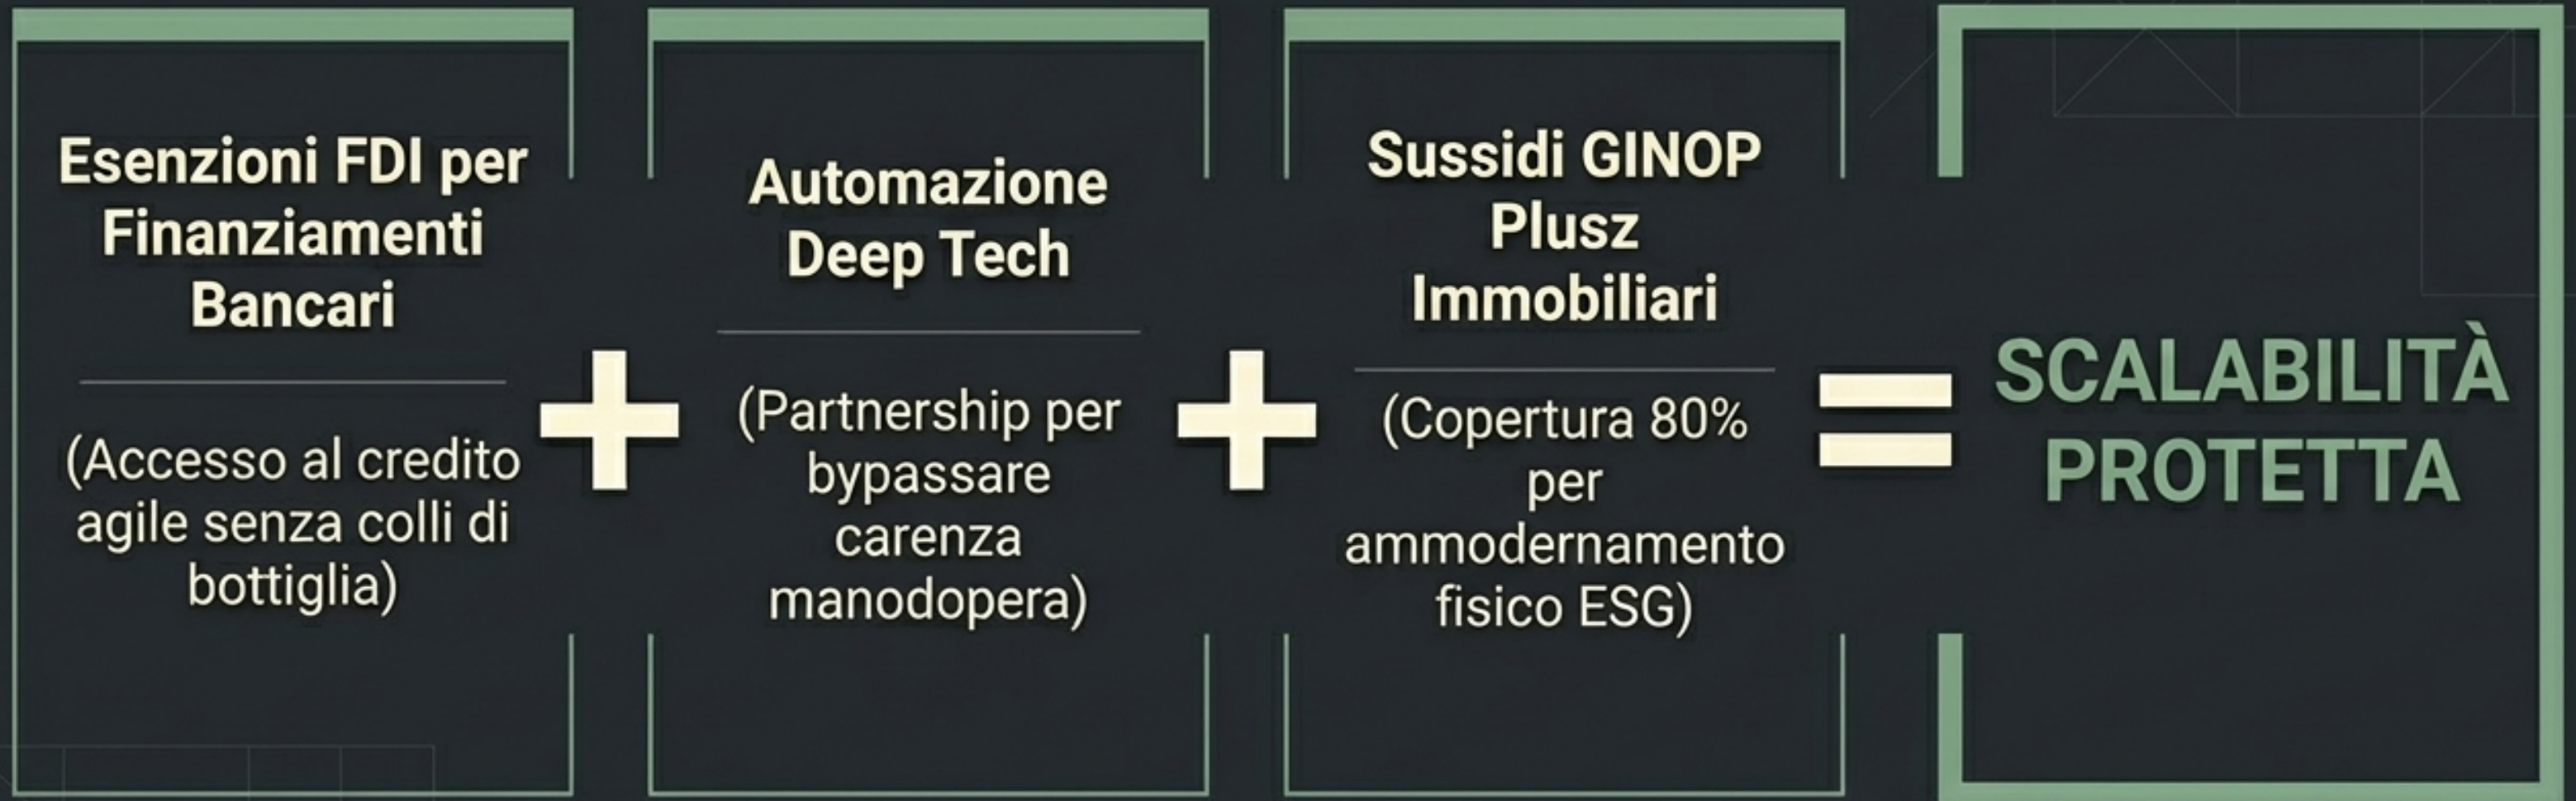 Esenzioni FDI per
Finanziamenti
Bancari
(Accesso al credito
agile senza colli di
bottiglia)
+
Automazione
Deep Tech
(Partnership per
bypassare
carenza
manodopera)
+
Sussidi GINOP
Plusz
Immobiliari
(Copertura 80%
per
ammodernamento
fisico ESG)
=
SCALABILITÀ
PROTETTA